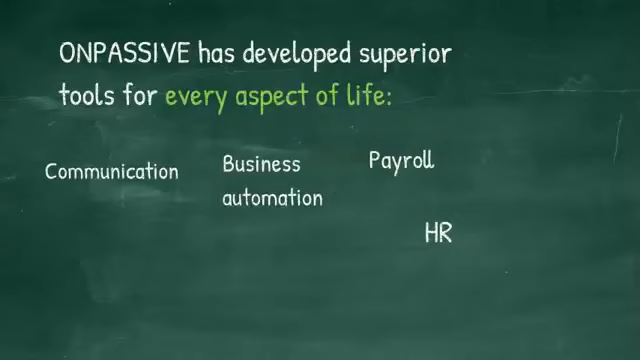 ONPASSIVE has developed superior
tools for every aspect of life:
Communication
Business
automation
Payroll
HR